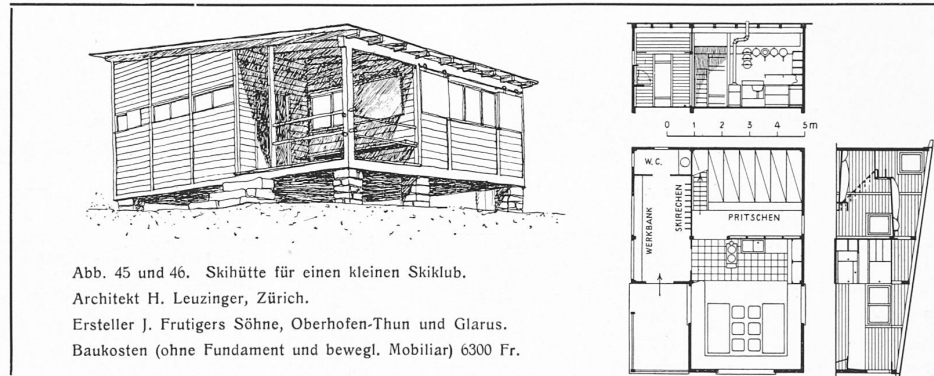 Abb. 45 und 46. Skihütte für einen kleinen Skiklub.
Architekt H. Leuzinger, Zürich.
Ersteller J. Frutigers Söhne, Oberhofen-Thun und Glarus.
Baukosten (ohne Fundament und bewegl. Mobiliar) 6300 Fr.
0 1 2 3 4 5 m
W.C.
WERKBANK
SKIRECHEN
PRITSCHEN